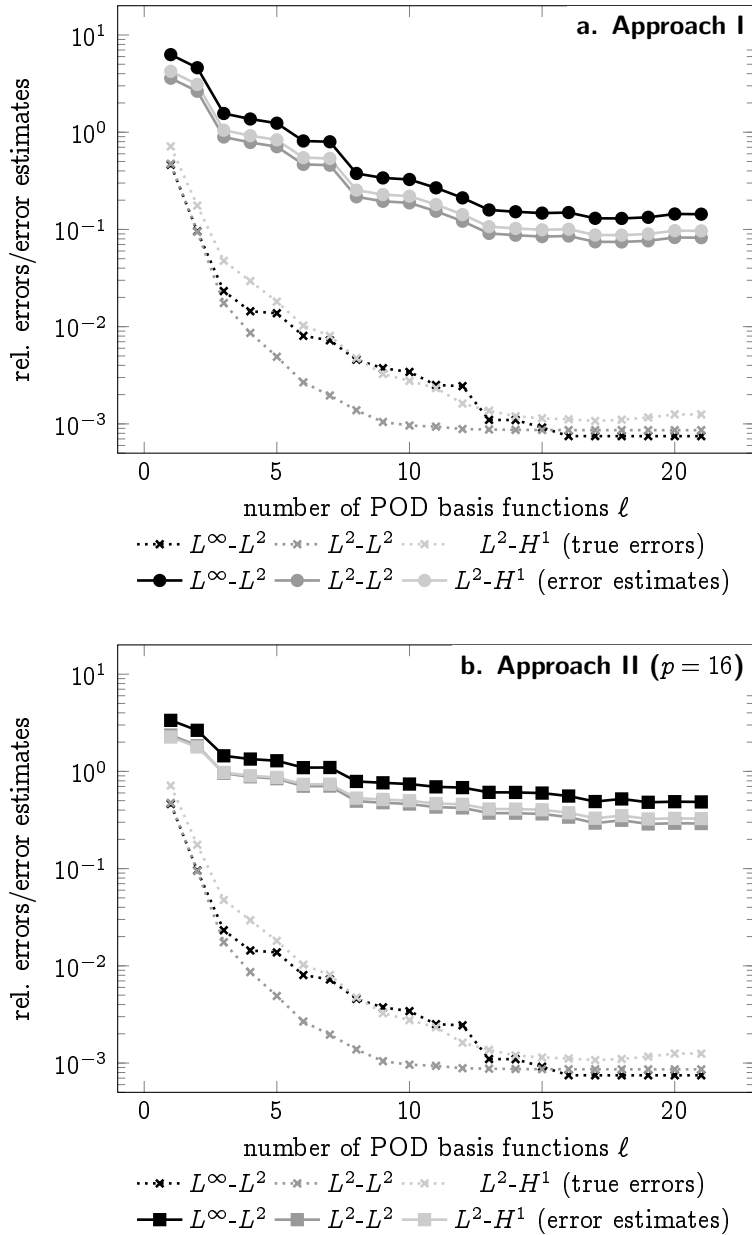 a. Approach I
10^1
10^0
10^−1
10^−2
10^−3
rel. errors/error estimates
0 5 10 15 20
number of POD basis functions ℓ
L^∞-L^2 L^2-L^2 L^2-H^1 (true errors)
L^∞-L^2 L^2-L^2 L^2-H^1 (error estimates)
b. Approach II (p = 16)
10^1
10^0
10^−1
10^−2
10^−3
rel. errors/error estimates
0 5 10 15 20
number of POD basis functions ℓ
L^∞-L^2 L^2-L^2 L^2-H^1 (true errors)
L^∞-L^2 L^2-L^2 L^2-H^1 (error estimates)